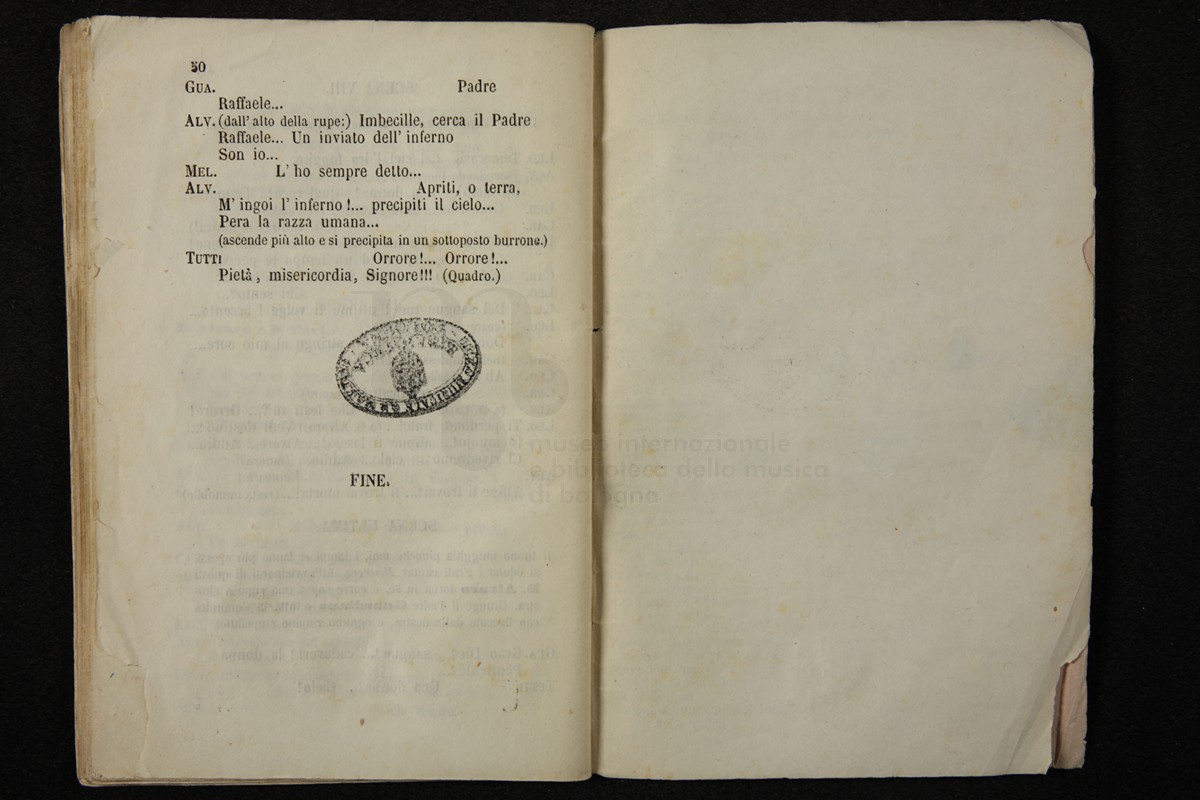 50
GUA. Padre
Raffaele...
ALV. (dall' alto della rupe:) Imbecille, cerca il Padre
Raffaele... Un inviato dell' inferno
Son io...
MEL. L' ho sempre detto...
ALV. Apriti, o terra,
M' ingoi l' inferno!... precipiti il cielo...
Pera la razza umana...
(ascende più alto e si precipita in un sottoposto burrone.)
TUTTI Orrore!... Orrore!...
Pietà, misericordia, Signore!!! (Quadro.)
FINE.
museo internazionale
e biblioteca della musica
di bologna